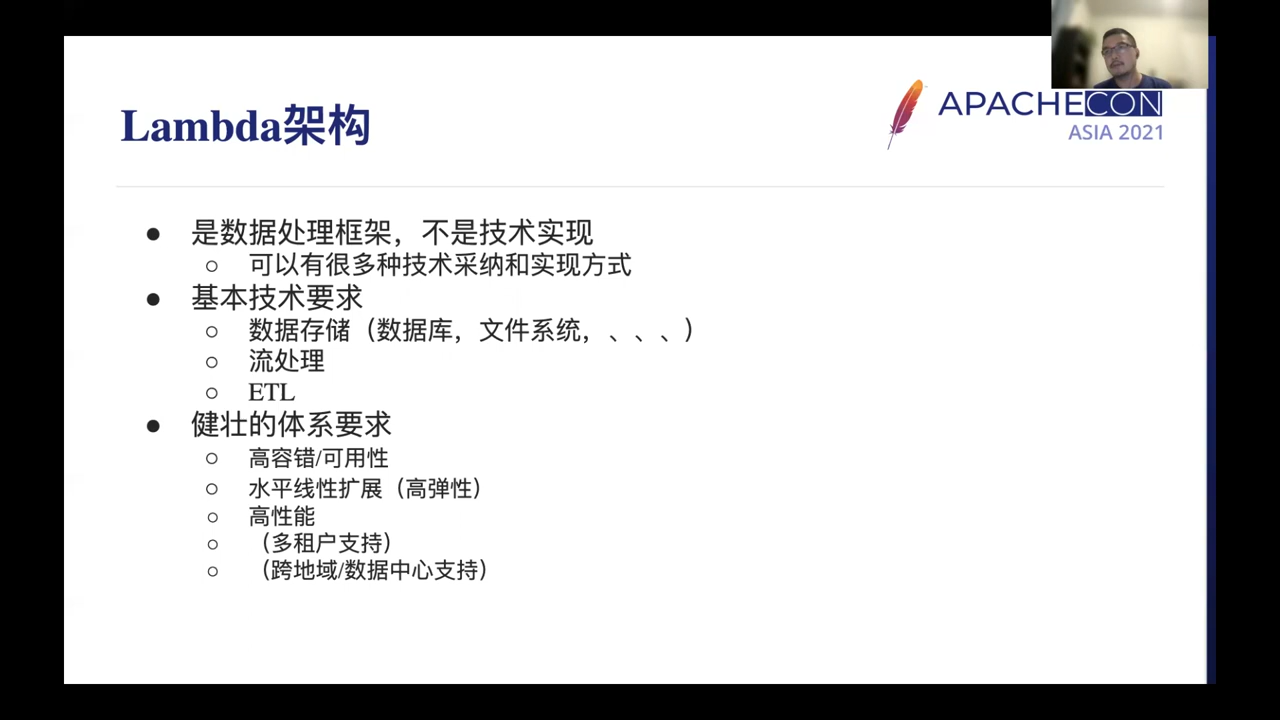 Lambda架构
APACHECON
ASIA 2021
● 是数据处理框架，不是技术实现
○ 可以有很多种技术采纳和实现方式
● 基本技术要求
○ 数据存储（数据库，文件系统，、、、）
○ 流处理
○ ETL
● 健壮的体系要求
○ 高容错/可用性
○ 水平线性扩展（高弹性）
○ 高性能
○ （多租户支持）
○ （跨地域/数据中心支持）